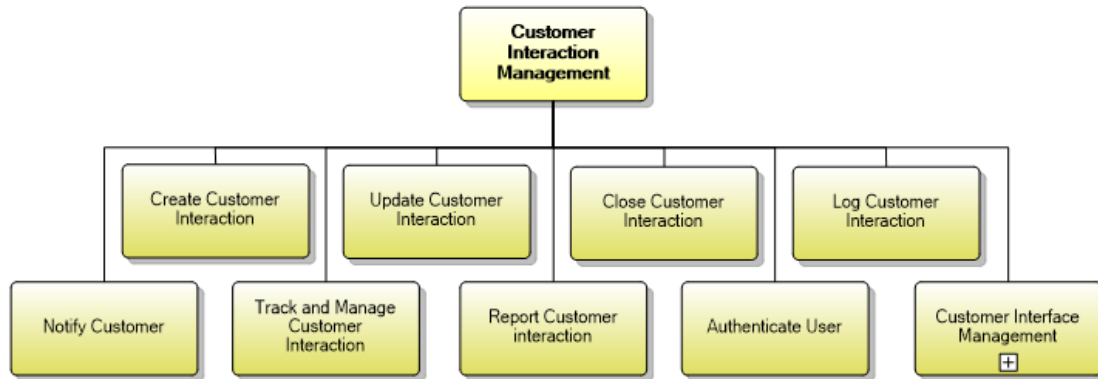 Customer
Interaction
Management
Create Customer
Interaction
Update Customer
Interaction
Close Customer
Interaction
Log Customer
Interaction
Notify Customer
Track and Manage
Customer
Interaction
Report Customer
interaction
Authenticate User
Customer Interface
Management